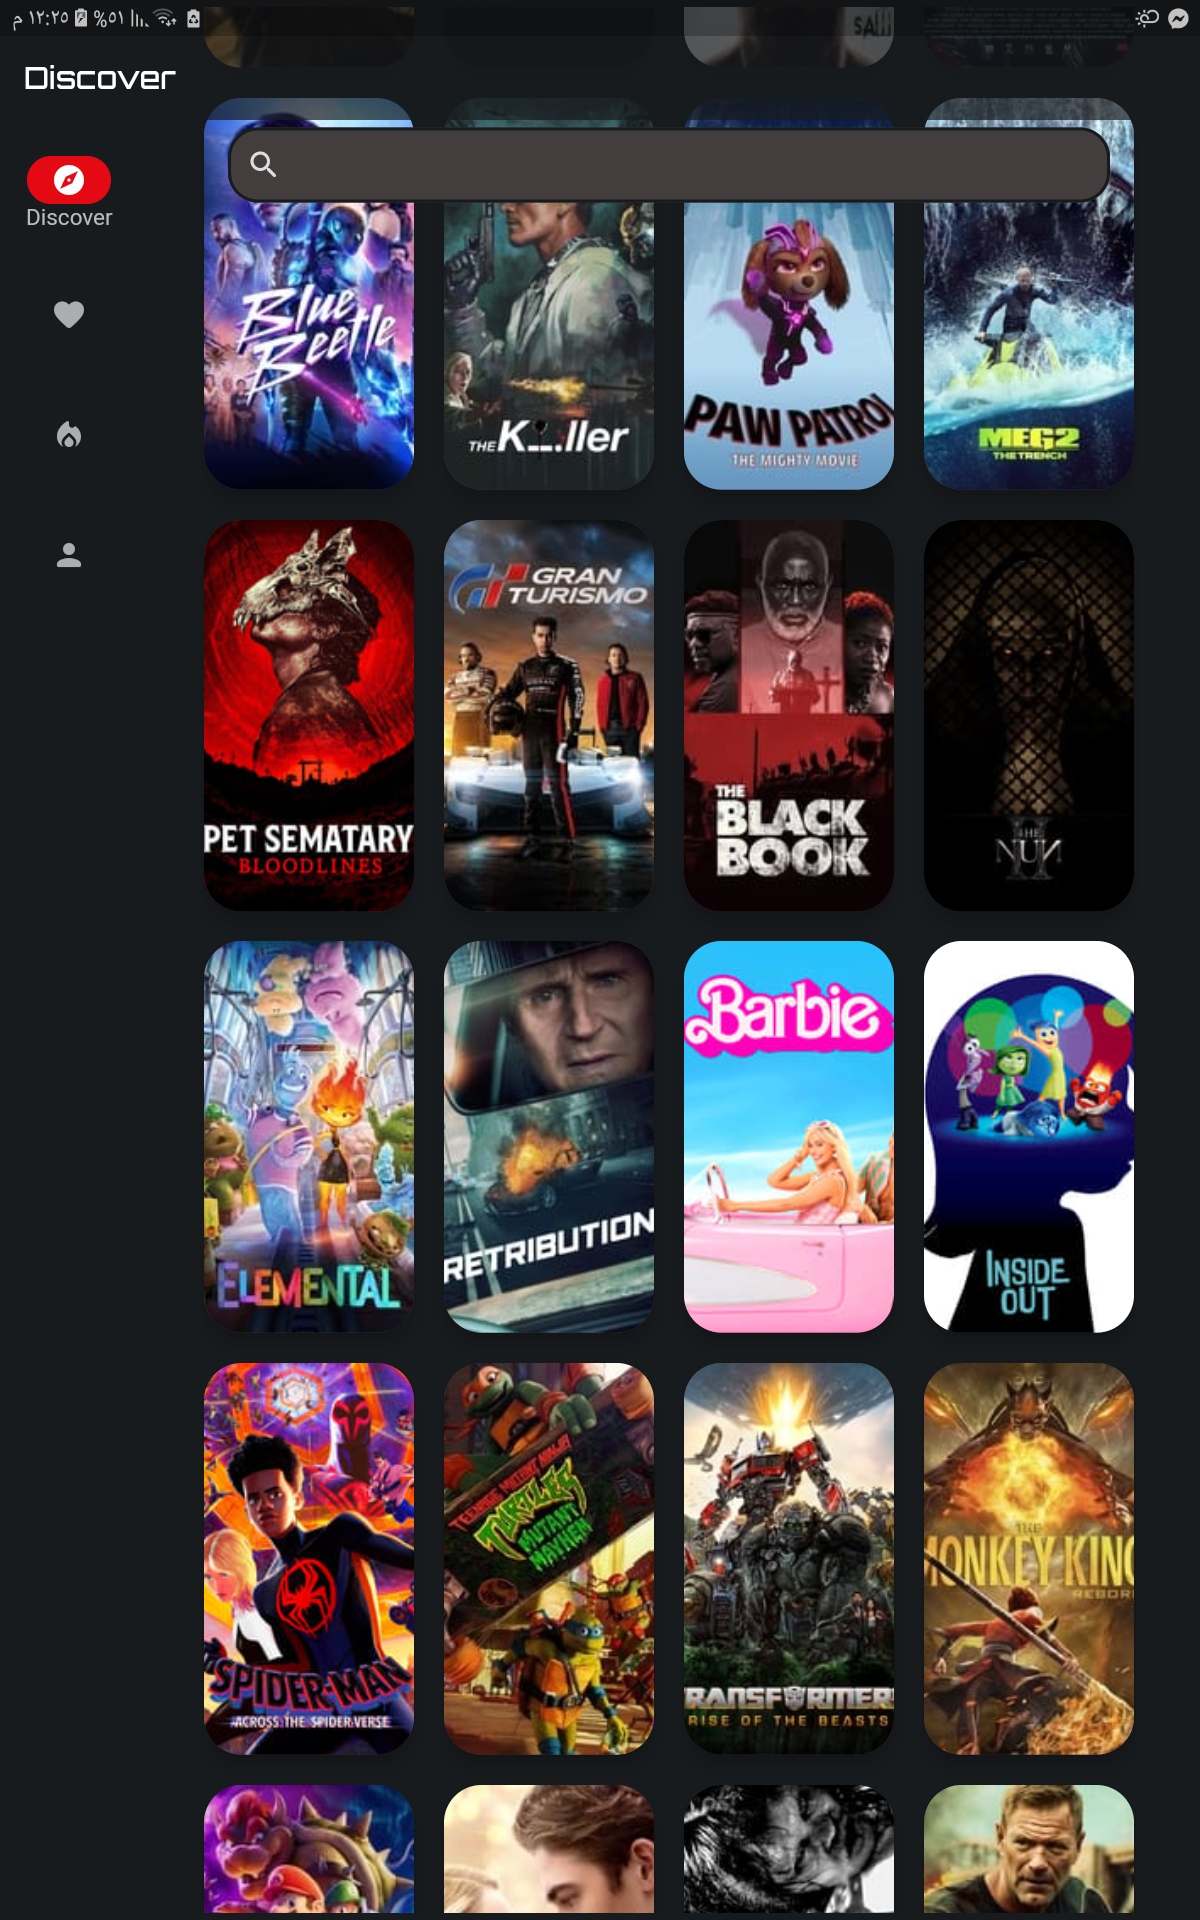 م ١٢:٢٥ %٥١
Discover
SAW
Discover
Blue
Beetle
THE K...ller
PAW PATROL
THE MIGHTY MOVIE
MEG2
THE TRENCH
PET SEMATARY
BLOODLINES
GRAN
TURISMO
THE
BLACK
BOOK
THE
NUN
II
ELEMENTAL
RETRIBUTION
Barbie
INSIDE
OUT
SPIDER-MAN
ACROSS THE SPIDER-VERSE
TEENAGE MUTANT NINJA
TURTLES
MUTANT
MAYHEM
RANSFORMER
RISE OF THE BEASTS
THE
MONKEY KING
REBOR